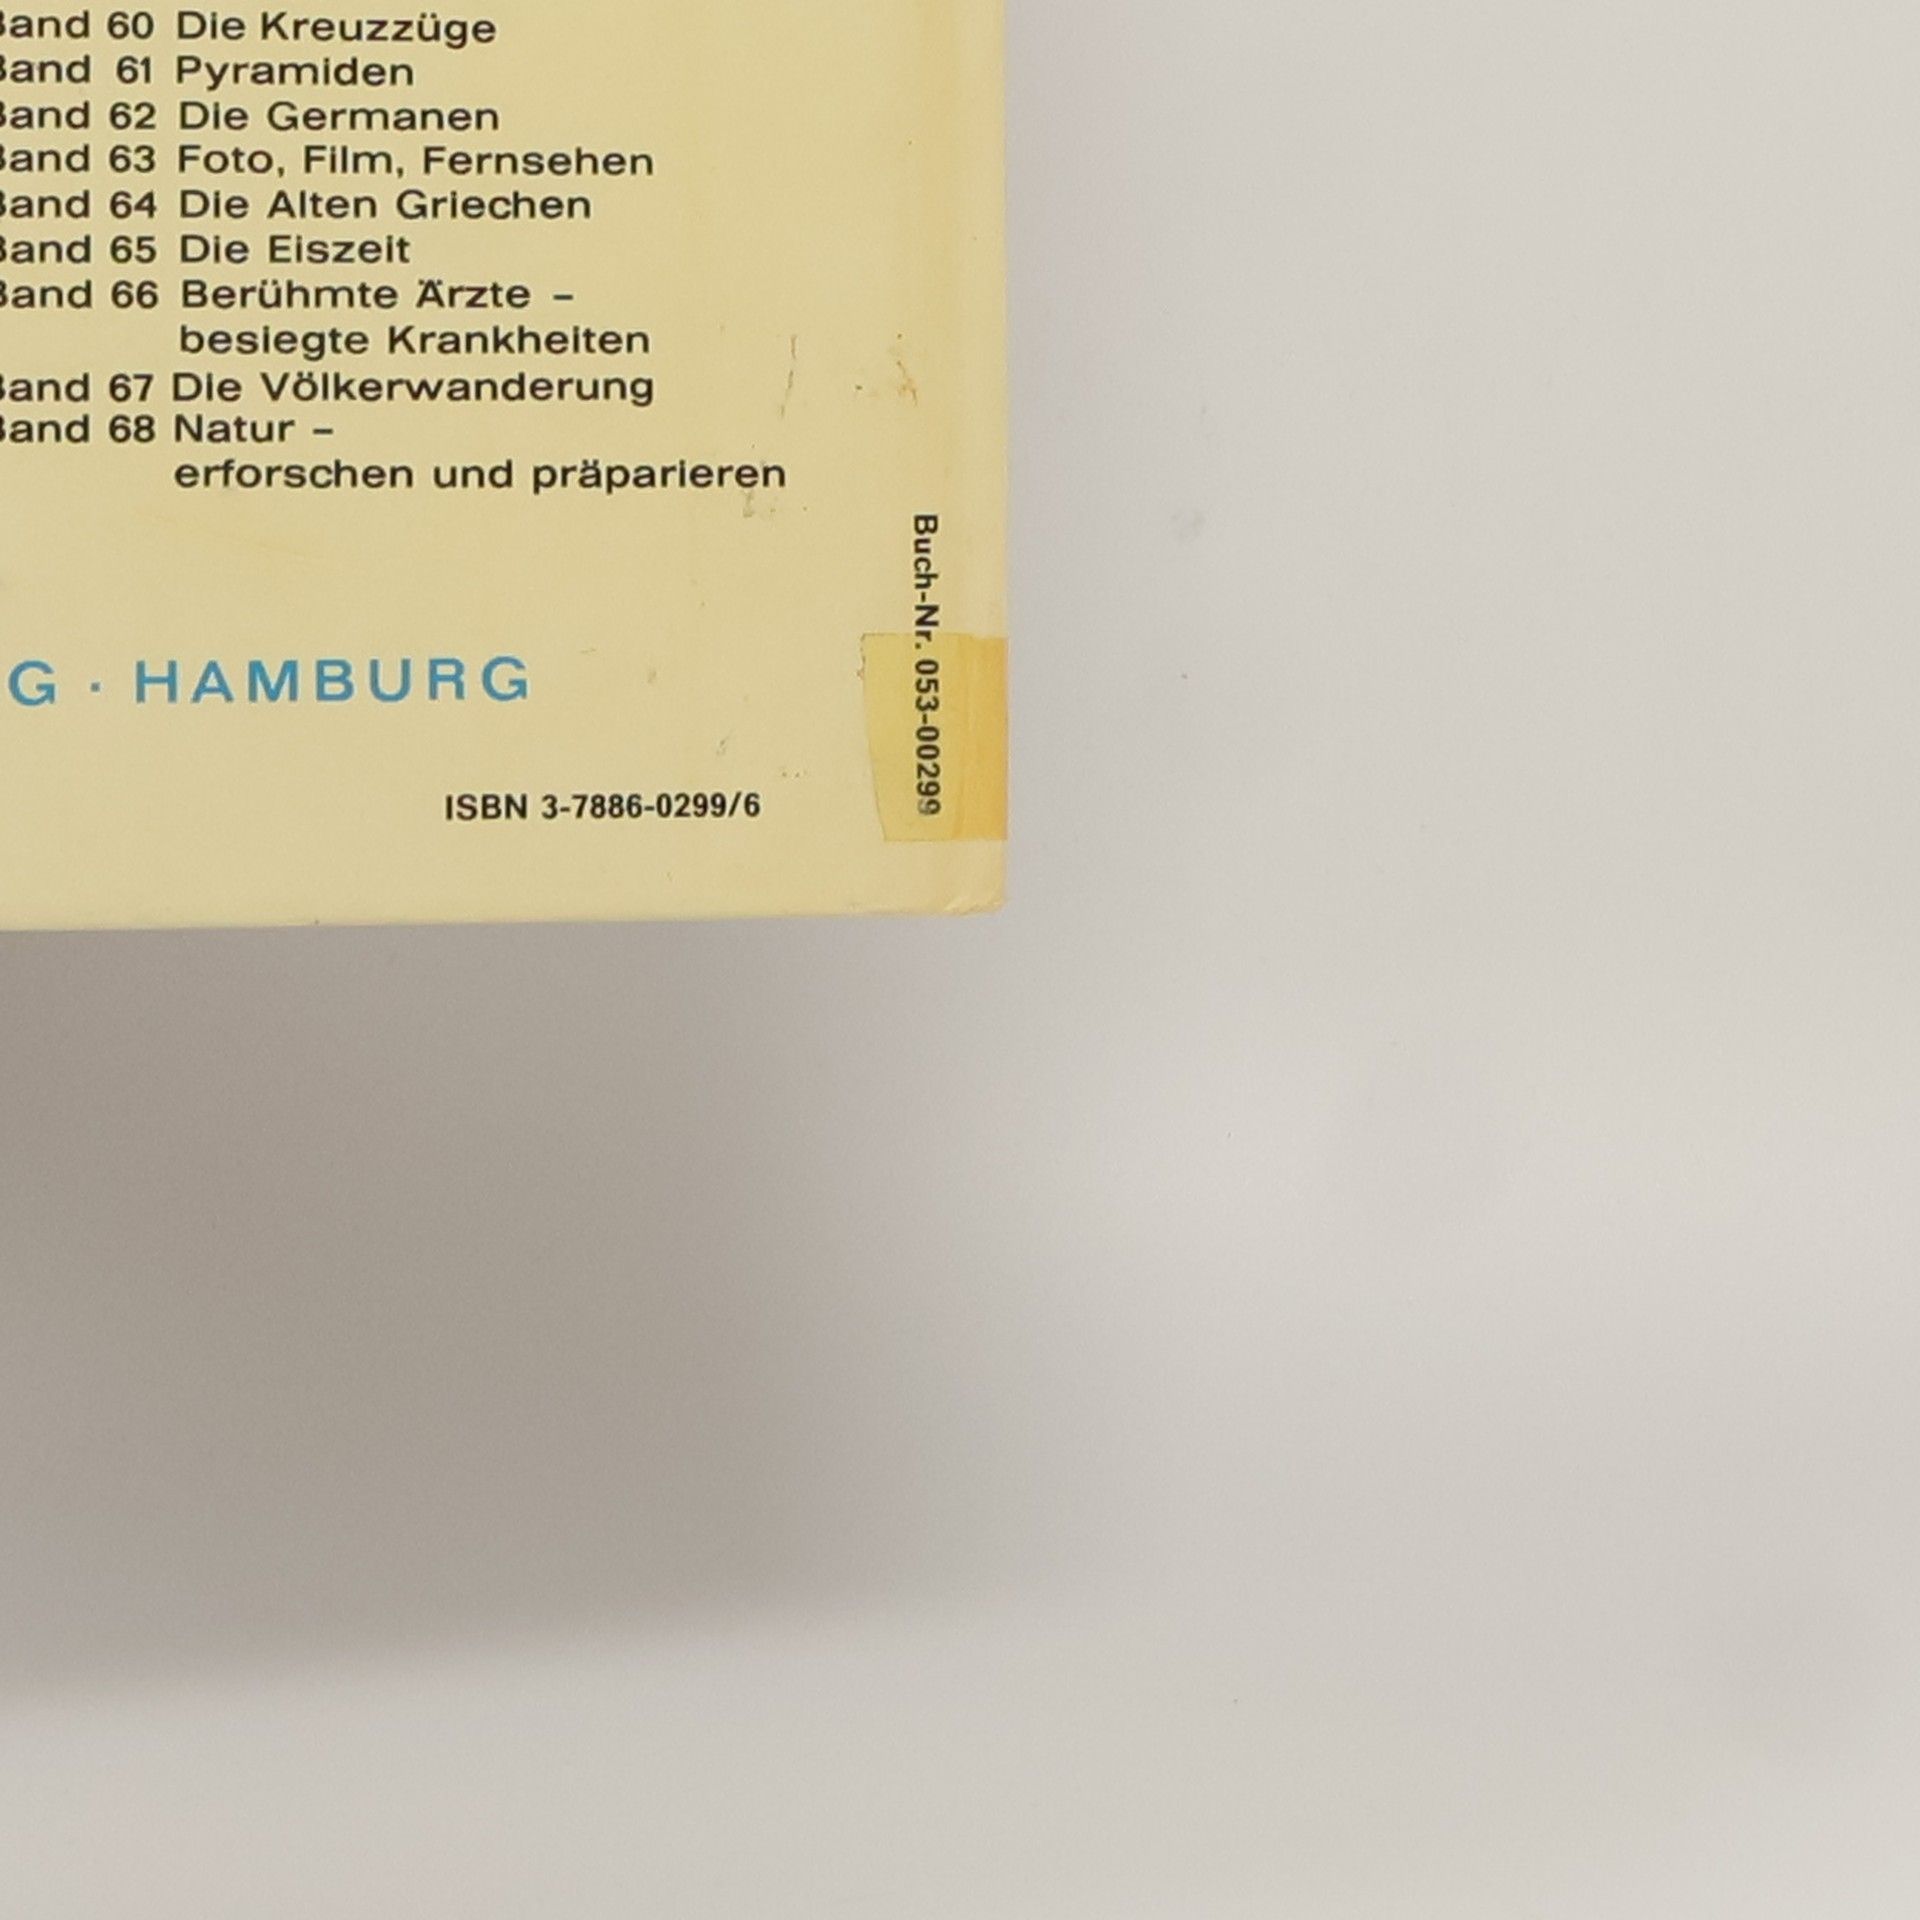 Band 60 Die Kreuzzüge
Band 61 Pyramiden
Band 62 Die Germanen
Band 63 Foto, Film, Fernsehen
Band 64 Die Alten Griechen
Band 65 Die Eiszeit
Band 66 Berühmte Ärzte –
besiegte Krankheiten
Band 67 Die Völkerwanderung
Band 68 Natur –
erforschen und präparieren
Buch-Nr. 053-00299
G · HAMBURG
ISBN 3-7886-0299/6